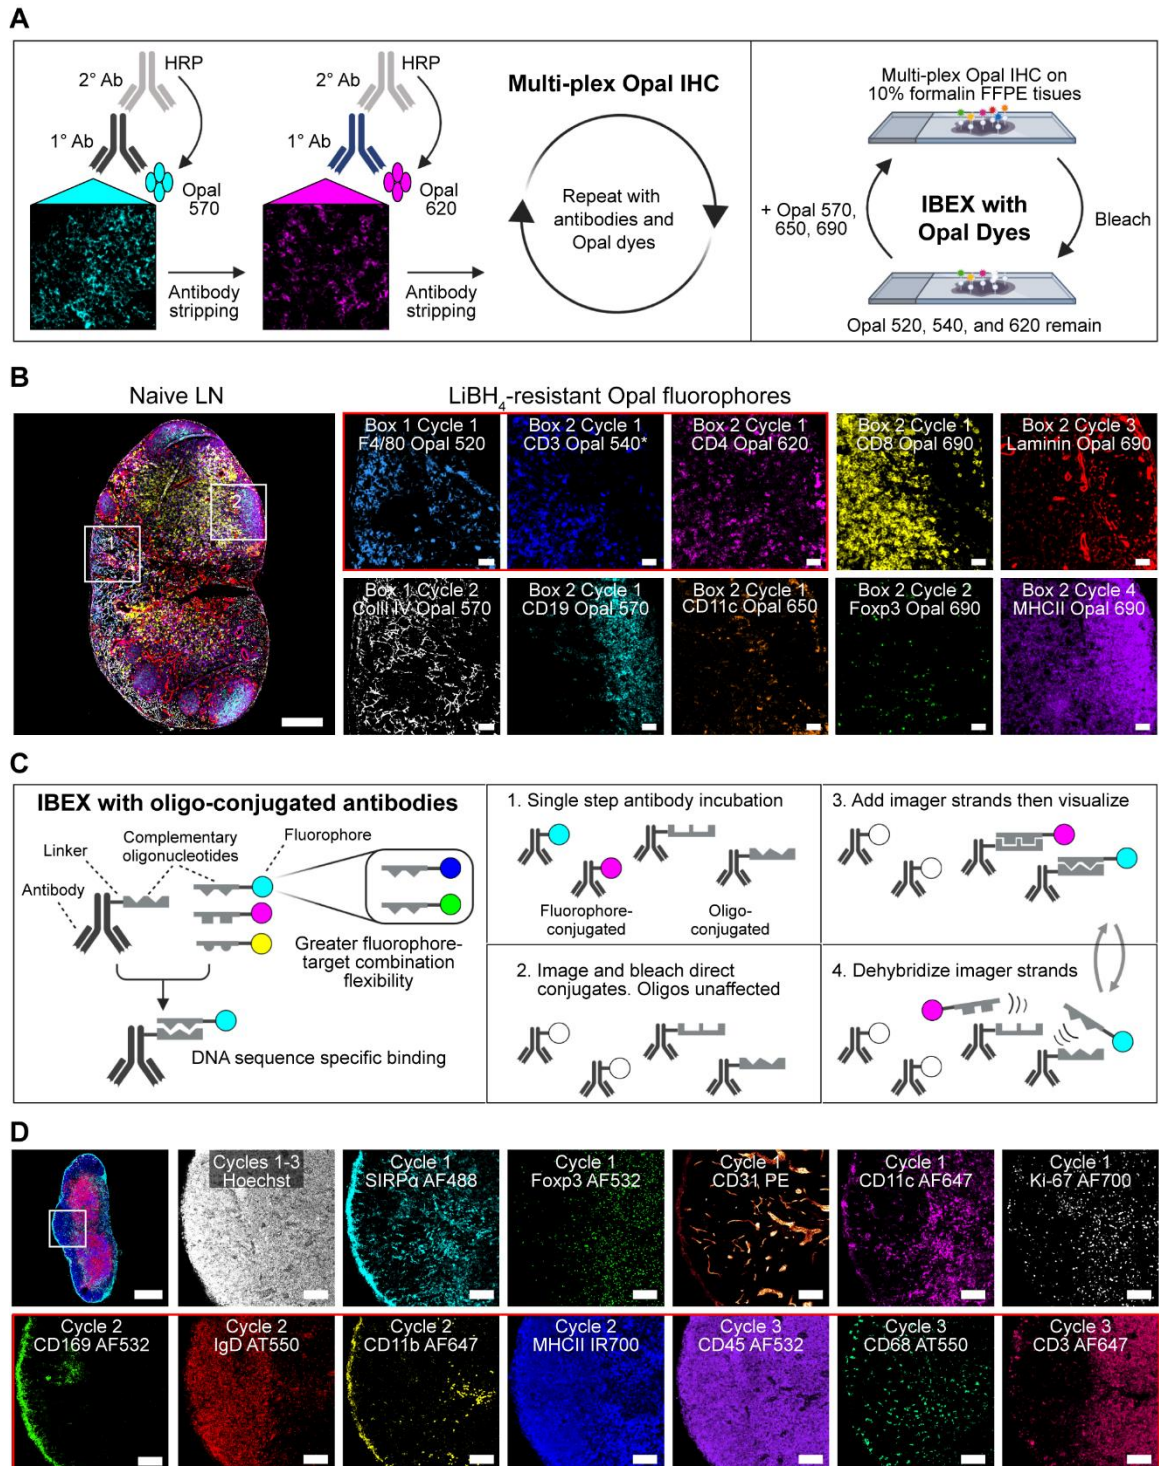 A
2° Ab
HRP
1° Ab
Opal
570
Antibody
stripping
2° Ab
HRP
1° Ab
Opal
620
Antibody
stripping
Multi-plex Opal IHC
Repeat with
antibodies and
Opal dyes
Multi-plex Opal IHC on
10% formalin FFPE tisues
+ Opal 570,
650, 690
IBEX with
Opal Dyes
Bleach
Opal 520, 540, and 620 remain
B
Naive LN
1
2
LiBH4-resistant Opal fluorophores
Box 1 Cycle 1
F4/80 Opal 520
Box 2 Cycle 1
CD3 Opal 540*
Box 2 Cycle 1
CD4 Opal 620
Box 2 Cycle 1
CD8 Opal 690
Box 2 Cycle 3
Laminin Opal 690
Box 1 Cycle 2
Coll IV Opal 570
Box 2 Cycle 1
CD19 Opal 570
Box 2 Cycle 1
CD11c Opal 650
Box 2 Cycle 2
Foxp3 Opal 690
Box 2 Cycle 4
MHCII Opal 690
C
IBEX with oligo-conjugated antibodies
Linker
Complementary
oligonucleotides
Fluorophore
Antibody
Greater fluorophore-
target combination
flexibility
DNA sequence specific binding
1. Single step antibody incubation
Fluorophore-
conjugated
Oligo-
conjugated
2. Image and bleach direct
conjugates. Oligos unaffected
3. Add imager strands then visualize
4. Dehybridize imager strands
D
Cycles 1-3
Hoechst
Cycle 1
SIRPα AF488
Cycle 1
Foxp3 AF532
Cycle 1
CD31 PE
Cycle 1
CD11c AF647
Cycle 1
Ki-67 AF700
Cycle 2
CD169 AF532
Cycle 2
IgD AT550
Cycle 2
CD11b AF647
Cycle 2
MHCII IR700
Cycle 3
CD45 AF532
Cycle 3
CD68 AT550
Cycle 3
CD3 AF647